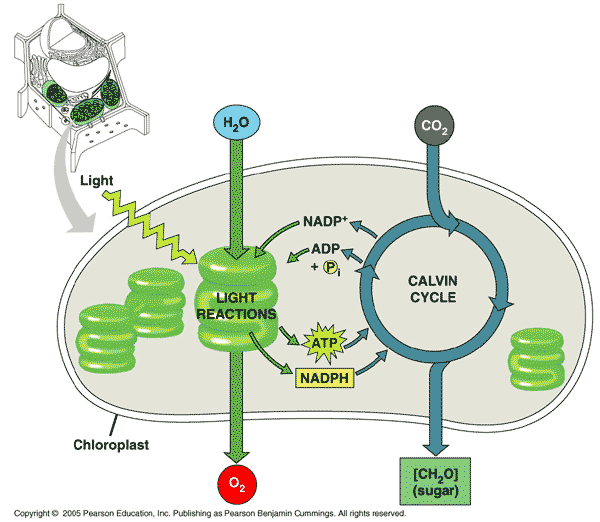 H₂O
CO₂
Light
NADP⁺
ADP
+ Pᵢ
LIGHT
REACTIONS
CALVIN
CYCLE
ATP
NADPH
Chloroplast
O₂
[CH₂O]
(sugar)
Copyright © 2005 Pearson Education, Inc. Publishing as Pearson Benjamin Cummings. All rights reserved.